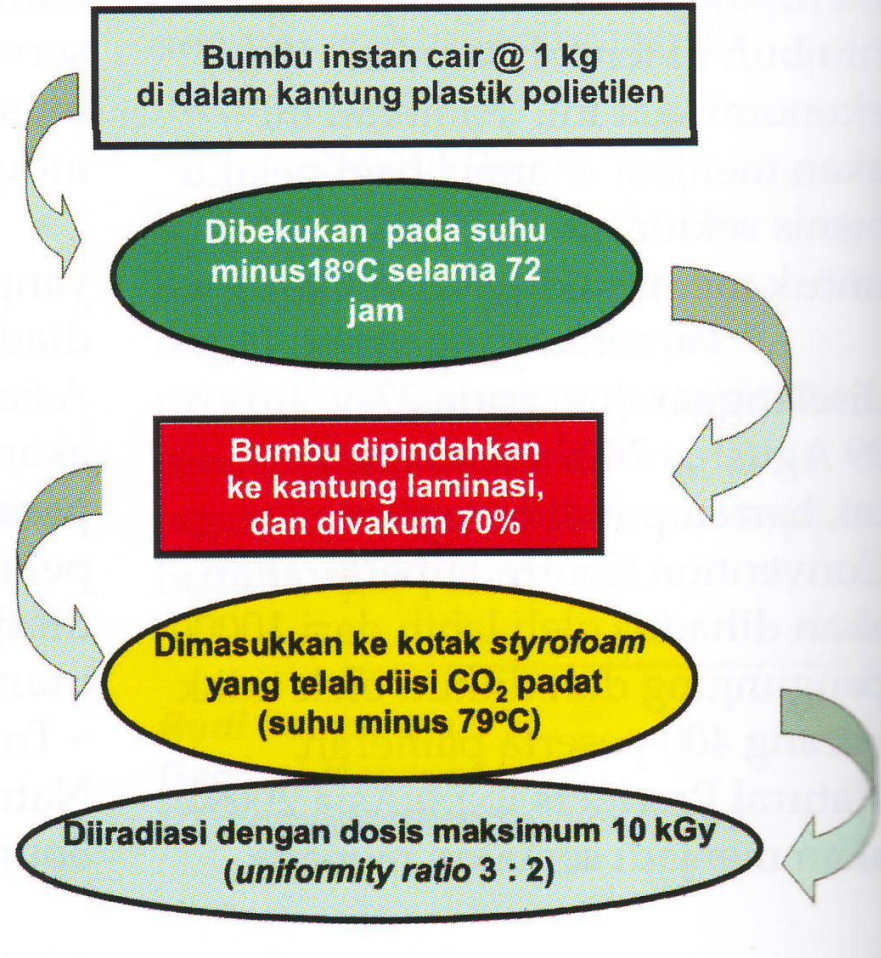 Bumbu instan cair @ 1 kg
di dalam kantung plastik polietilen
Dibekukan pada suhu
minus18°C selama 72
jam
Bumbu dipindahkan
ke kantung laminasi,
dan divakum 70%
Dimasukkan ke kotak styrofoam
yang telah diisi CO₂ padat
(suhu minus 79°C)
Diiradiasi dengan dosis maksimum 10 kGy
(uniformity ratio 3 : 2)